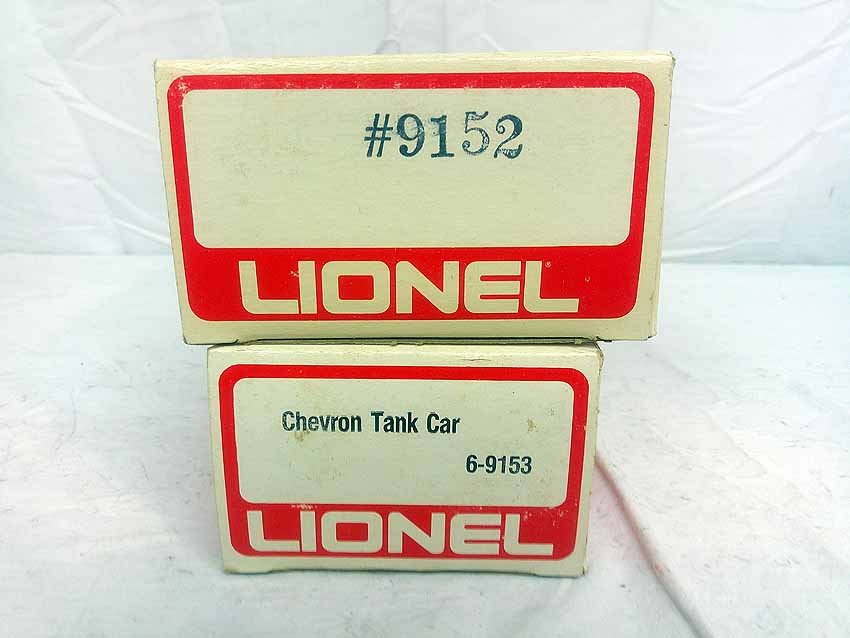 #9152
LIONEL
Chevron Tank Car
6-9153
LIONEL